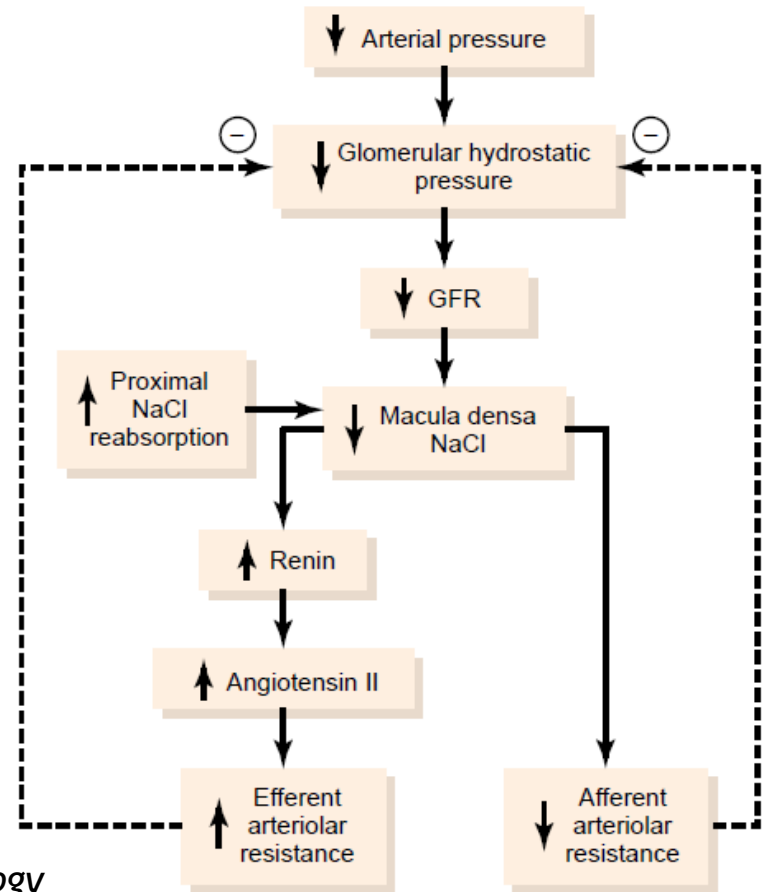 Arterial pressure
−
−
Glomerular hydrostatic
pressure
GFR
Proximal
NaCl
reabsorption
Macula densa
NaCl
Renin
Angiotensin II
Efferent
arteriolar
resistance
Afferent
arteriolar
resistance